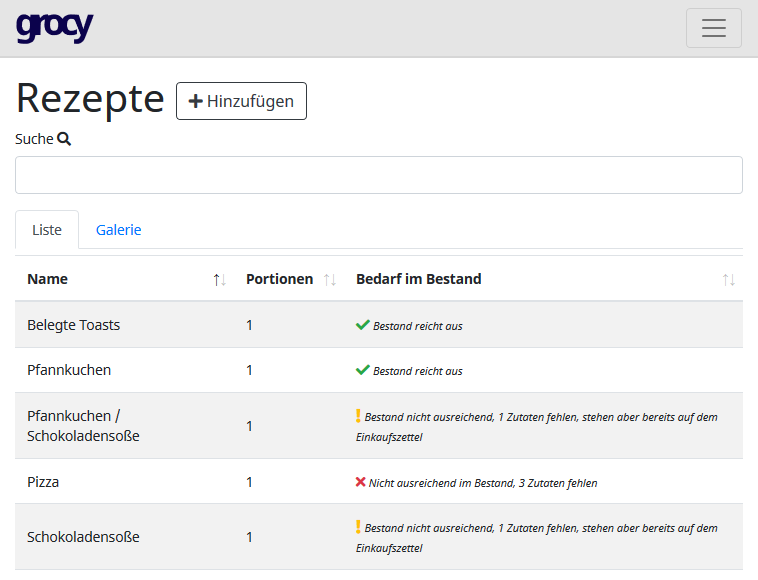 grocy
Rezepte
Hinzufügen
Suche
Liste
Galerie
Name Portionen Bedarf im Bestand
Belegte Toasts 1 Bestand reicht aus
Pfannkuchen 1 Bestand reicht aus
Pfannkuchen /
Schokoladensoße
1
Bestand nicht ausreichend, 1 Zutaten fehlen, stehen aber bereits auf dem
Einkaufszettel
Pizza 1 Nicht ausreichend im Bestand, 3 Zutaten fehlen
Schokoladensoße 1
Bestand nicht ausreichend, 1 Zutaten fehlen, stehen aber bereits auf dem
Einkaufszettel